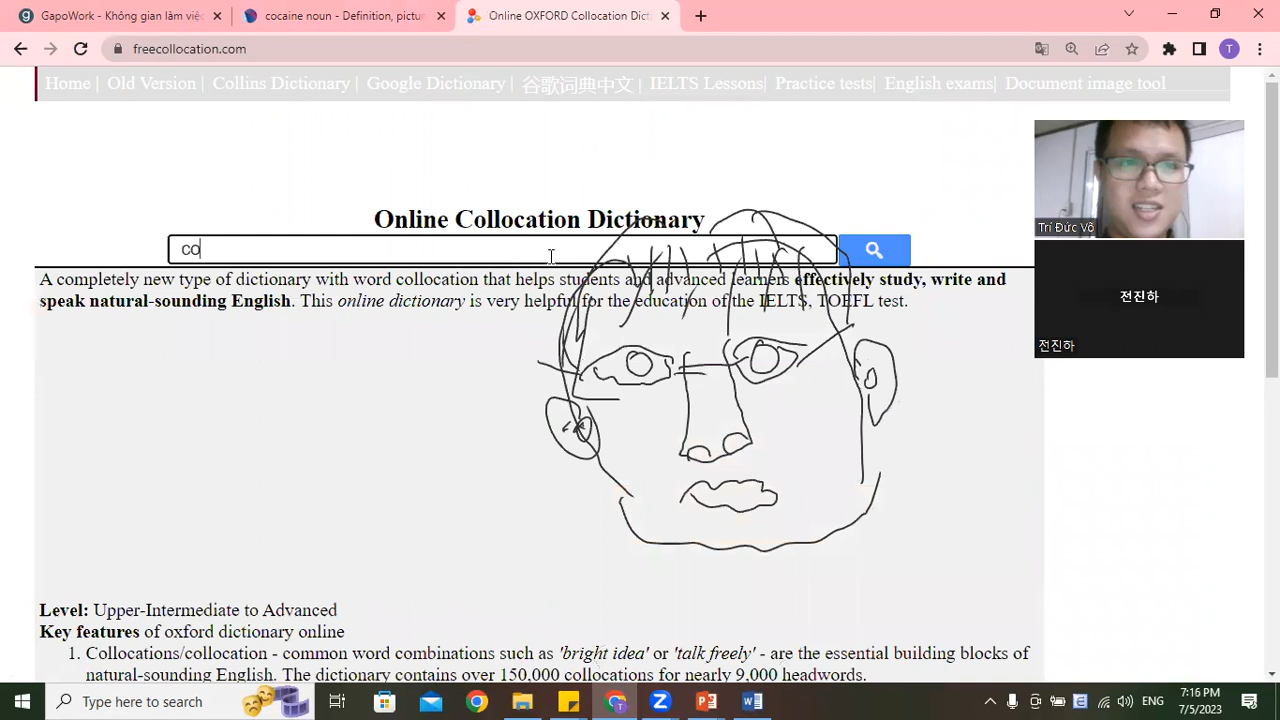 GapoWork - Không gian làm việc
cocaine noun - Definition, pictur
Online OXFORD Collocation Dict
freecollocation.com
T
Home | Old Version | Collins Dictionary | Google Dictionary | 谷歌词典中文 | IELTS Lessons | Practice tests | English exams | Document image tool
Online Collocation Dictionary
co
A completely new type of dictionary with word collocation that helps students and advanced learners effectively study, write and
speak natural-sounding English. This online dictionary is very helpful for the education of the IELTS, TOEFL test.
Trí Đức Võ
전진하
전진하
Level: Upper-Intermediate to Advanced
Key features of oxford dictionary online
1. Collocations/collocation - common word combinations such as 'bright idea' or 'talk freely' - are the essential building blocks of
natural-sounding English. The dictionary contains over 150,000 collocations for nearly 9,000 headwords.
Type here to search
ENG
7:16 PM
7/5/2023